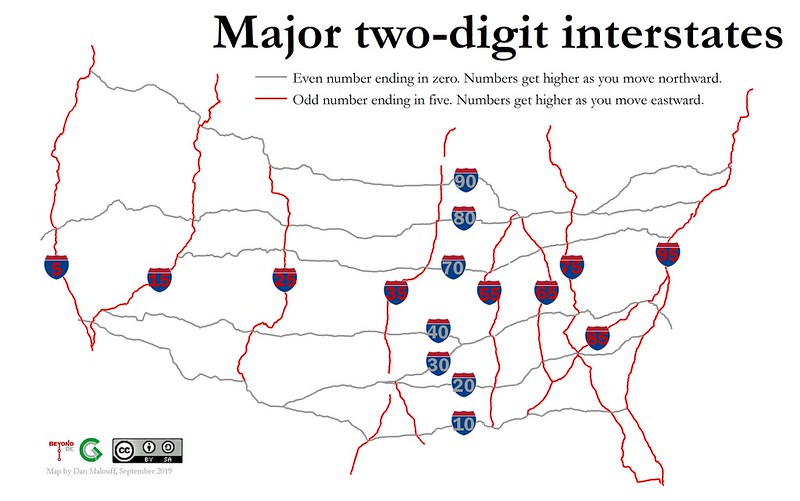 Major two-digit interstates
Even number ending in zero. Numbers get higher as you move northward.
Odd number ending in five. Numbers get higher as you move eastward.
90
80
5
15
25
70
35
55
65
75
95
40
85
30
20
10
BEYOND
DC
G
cc
BY SA
Map by Dan Malouff, September 2019